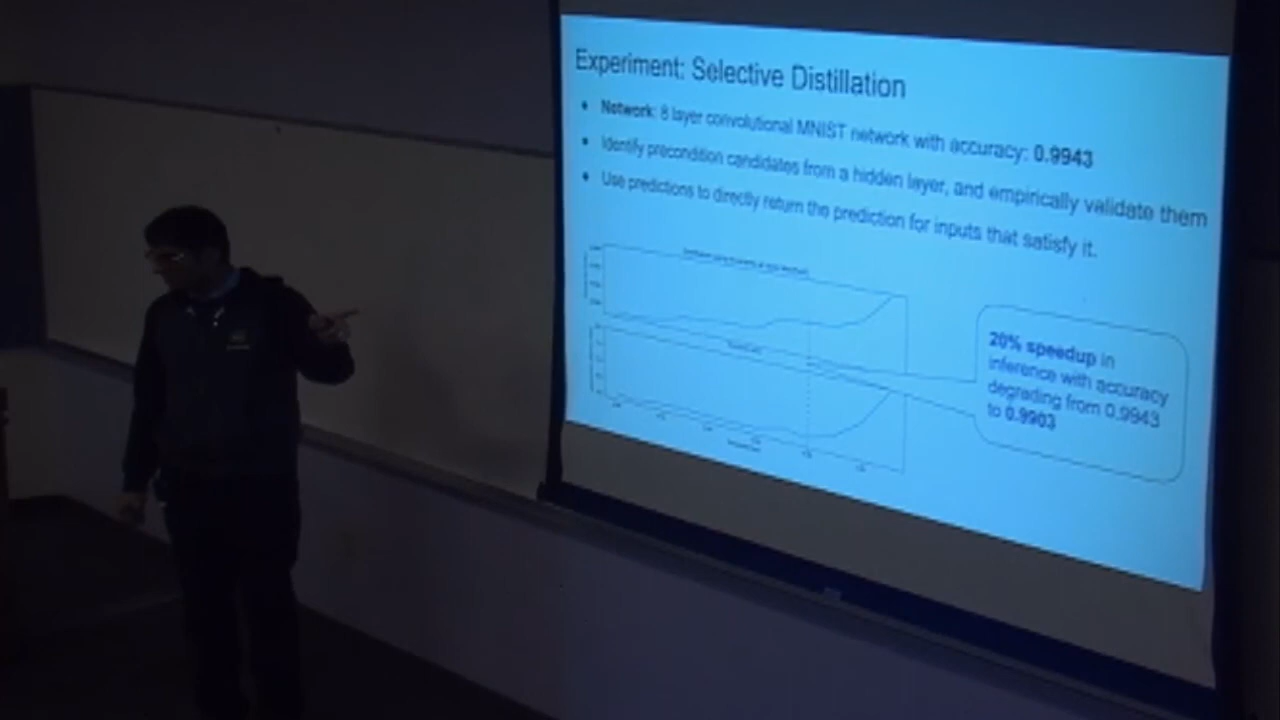 Experiment: Selective Distillation
● Network: 8 layer convolutional MNIST network with accuracy: 0.9943
● Identify precondition candidates from a hidden layer, and empirically validate them
● Use predictions to directly return the prediction for inputs that satisfy it.
20% speedup in
inference with accuracy
degrading from 0.9943
to 0.9903